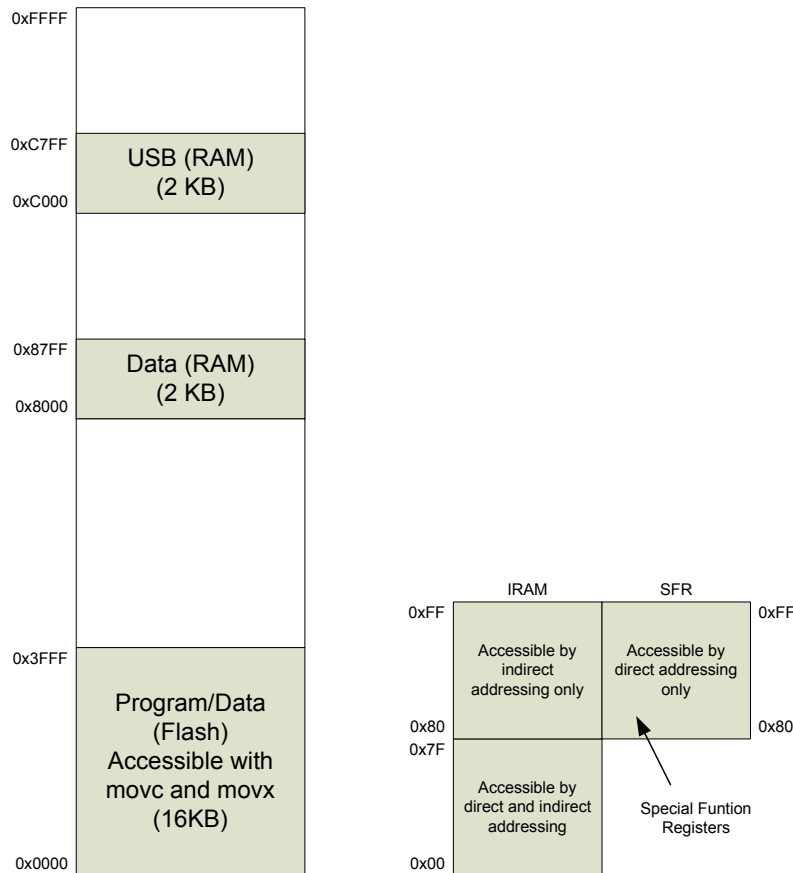 0xFFFF
0xC7FF
USB (RAM)
(2 KB)
0xC000
0x87FF
Data (RAM)
(2 KB)
0x8000
0x3FFF
Program/Data
(Flash)
Accessible with
movc and movx
(16KB)
0x0000
IRAM
SFR
0xFF
0xFF
Accessible by
indirect
addressing only
Accessible by
direct addressing
only
0x80
0x80
0x7F
Accessible by
direct and indirect
addressing
Special Funtion
Registers
0x00